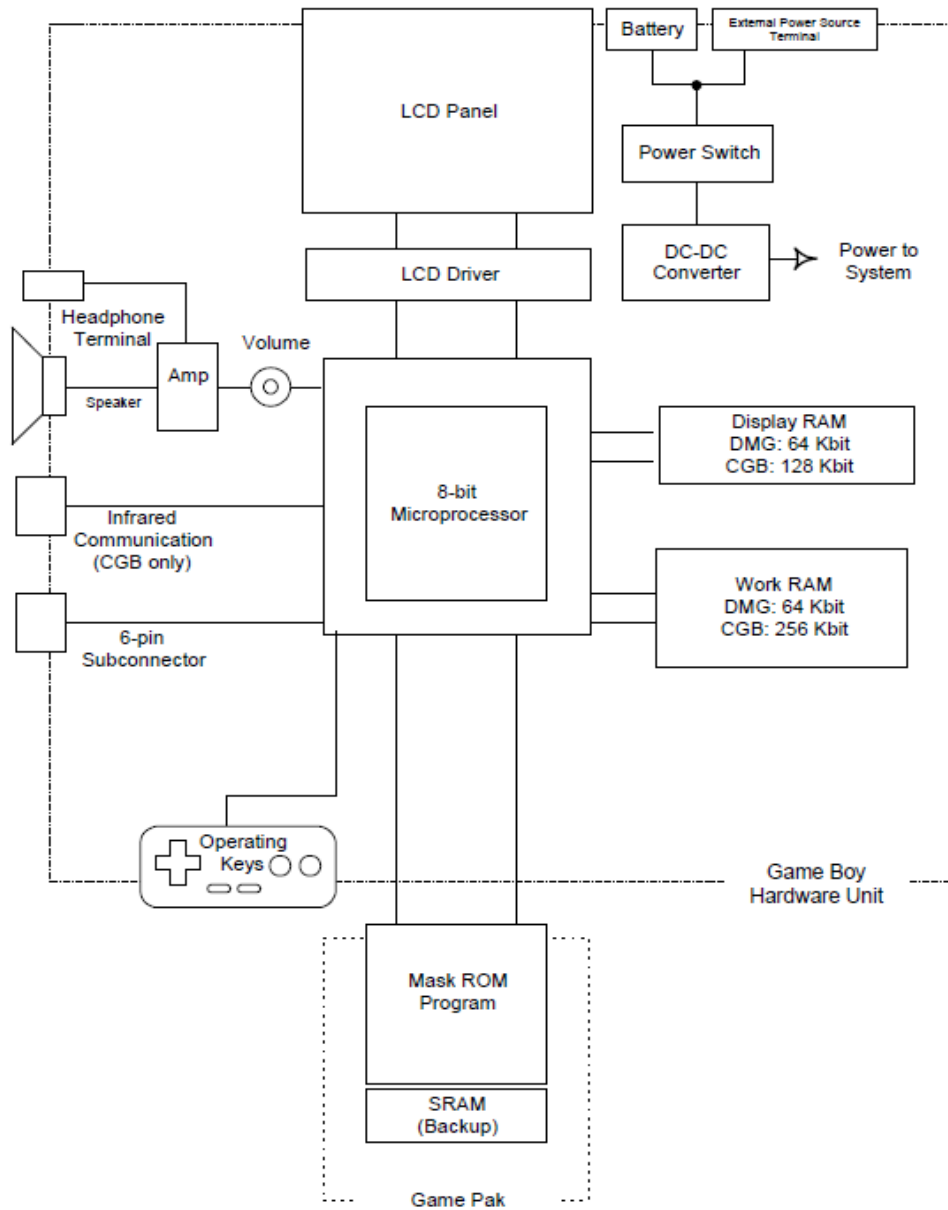 Battery
External Power Source
Terminal
LCD Panel
Power Switch
LCD Driver
DC-DC
Converter
Power to
System
Headphone
Terminal
Volume
Amp
Speaker
Display RAM
DMG: 64 Kbit
CGB: 128 Kbit
8-bit
Microprocessor
Infrared
Communication
(CGB only)
Work RAM
DMG: 64 Kbit
CGB: 256 Kbit
6-pin
Subconnector
Operating
Keys
Game Boy
Hardware Unit
Mask ROM
Program
SRAM
(Backup)
Game Pak